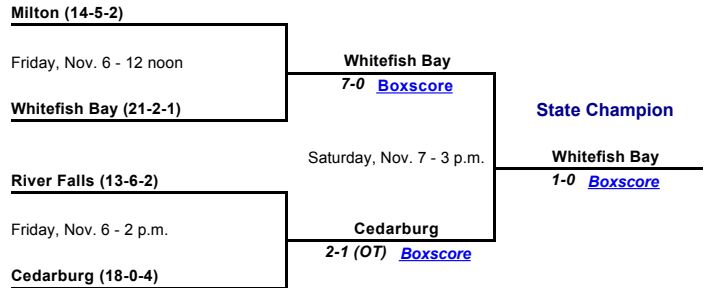 Milton (14-5-2)
Friday, Nov. 6 - 12 noon
Whitefish Bay
7-0 Boxscore
Whitefish Bay (21-2-1)
State Champion
Saturday, Nov. 7 - 3 p.m.
Whitefish Bay
1-0 Boxscore
River Falls (13-6-2)
Friday, Nov. 6 - 2 p.m.
Cedarburg
2-1 (OT) Boxscore
Cedarburg (18-0-4)